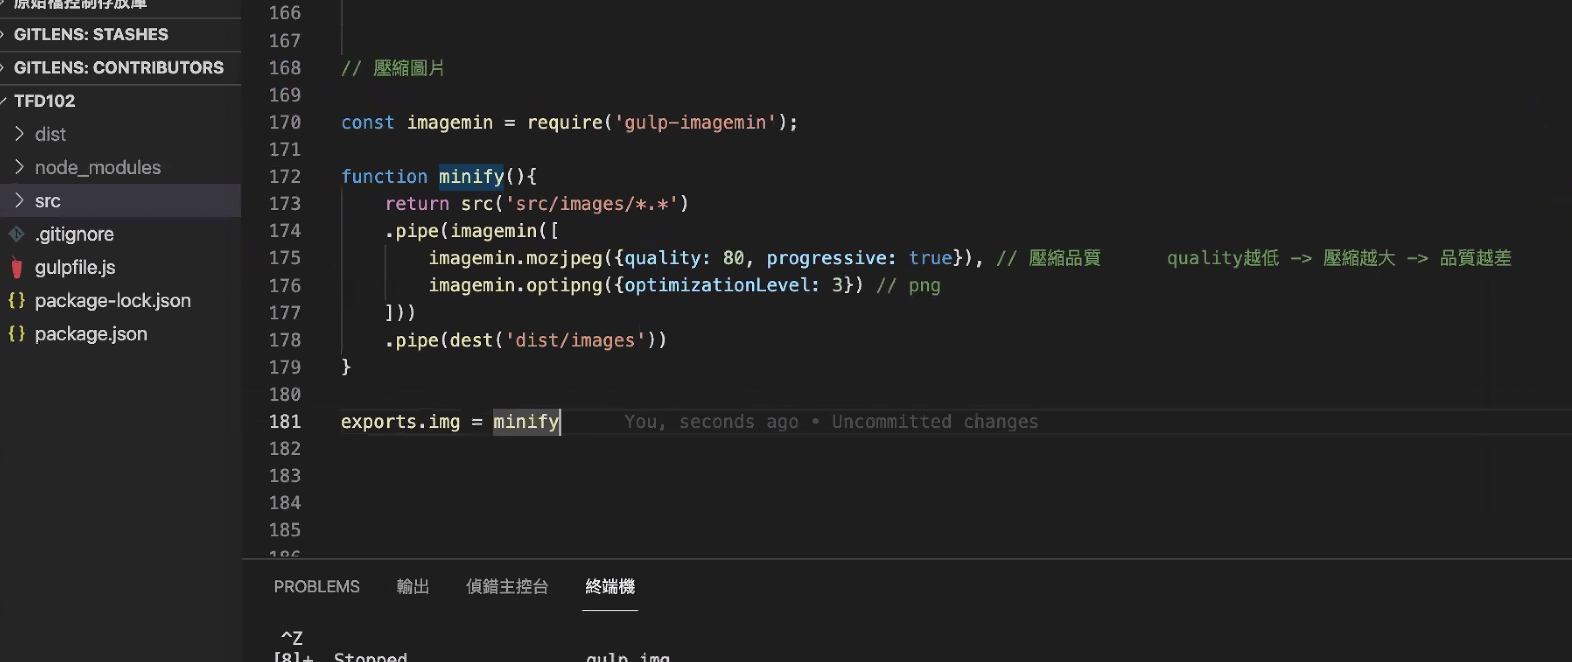 原始檔控制存放庫
GITLENS: STASHES
GITLENS: CONTRIBUTORS
TFD102
dist
node_modules
src
.gitignore
gulpfile.js
package-lock.json
package.json
166
167
168 // 壓縮圖片
169
170 const imagemin = require('gulp-imagemin');
171
172 function minify(){
173 return src('src/images/*.*')
174 .pipe(imagemin([
175 imagemin.mozjpeg({quality: 80, progressive: true}), // 壓縮品質 quality越低 -> 壓縮越大 -> 品質越差
176 imagemin.optipng({optimizationLevel: 3}) // png
177 ]))
178 .pipe(dest('dist/images'))
179 }
180
181 exports.img = minify You, seconds ago • Uncommitted changes
182
183
184
185
186
PROBLEMS 輸出 偵錯主控台 終端機
^Z
[8]+ Stopped gulp img